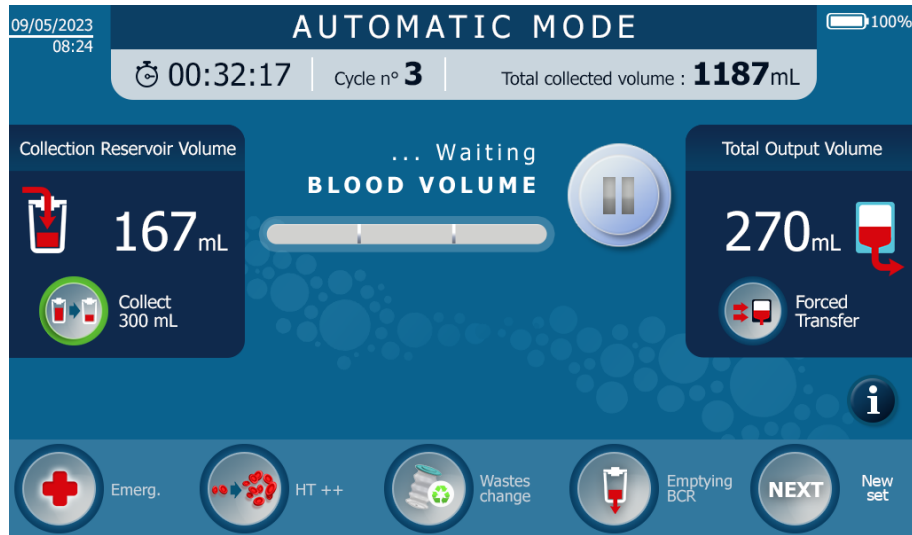 09/05/2023
08:24
AUTOMATIC MODE
100%
00:32:17
Cycle n° 3
Total collected volume : 1187mL
Collection Reservoir Volume
167 mL
Collect
300 mL
... Waiting
BLOOD VOLUME
Total Output Volume
270mL
Forced
Transfer
i
Emerg.
HT ++
Wastes
change
Emptying
BCR
NEXT
New
set